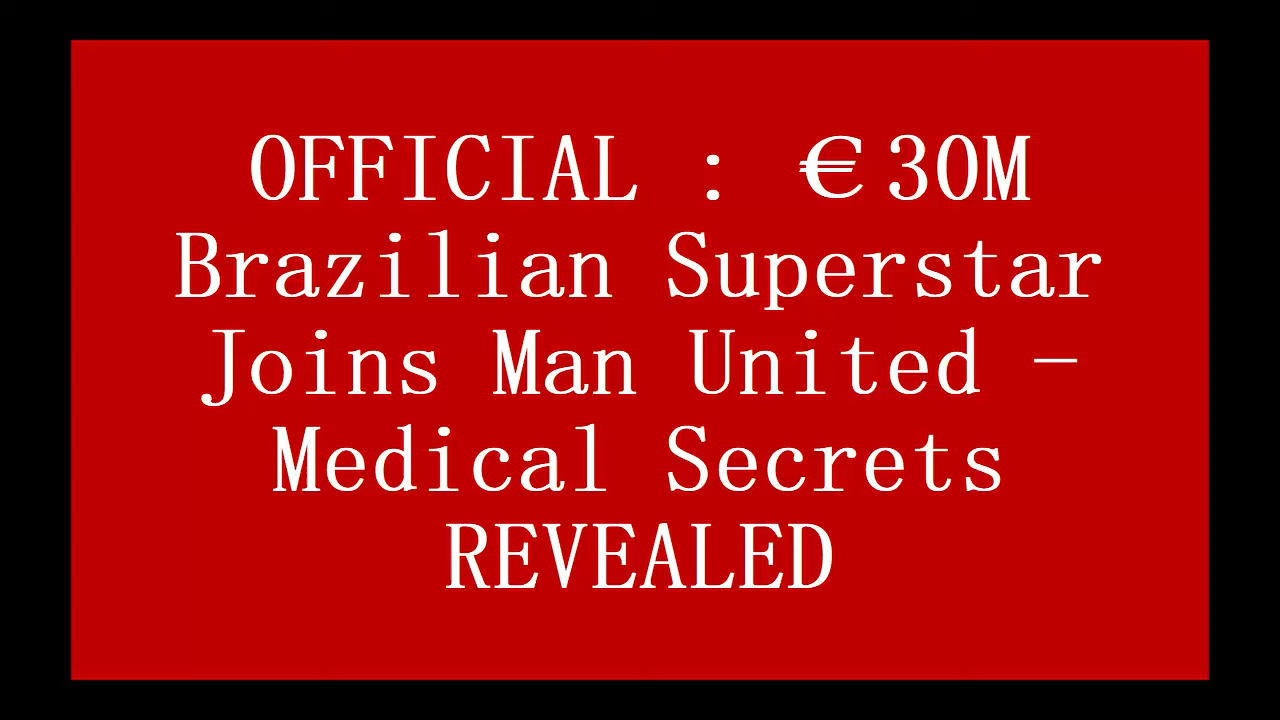 OFFICIAL : €30M
Brazilian Superstar
Joins Man United –
Medical Secrets
REVEALED